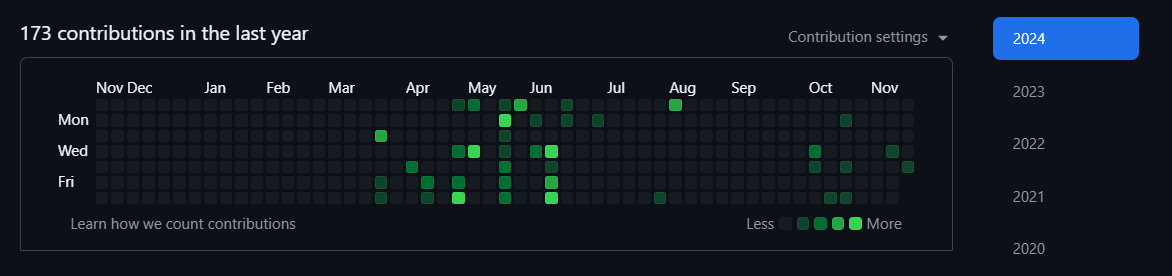 173 contributions in the last year
Contribution settings
Nov Dec Jan Feb Mar Apr May Jun Jul Aug Sep Oct Nov
Mon
Wed
Fri
Learn how we count contributions
Less More
2024
2023
2022
2021
2020